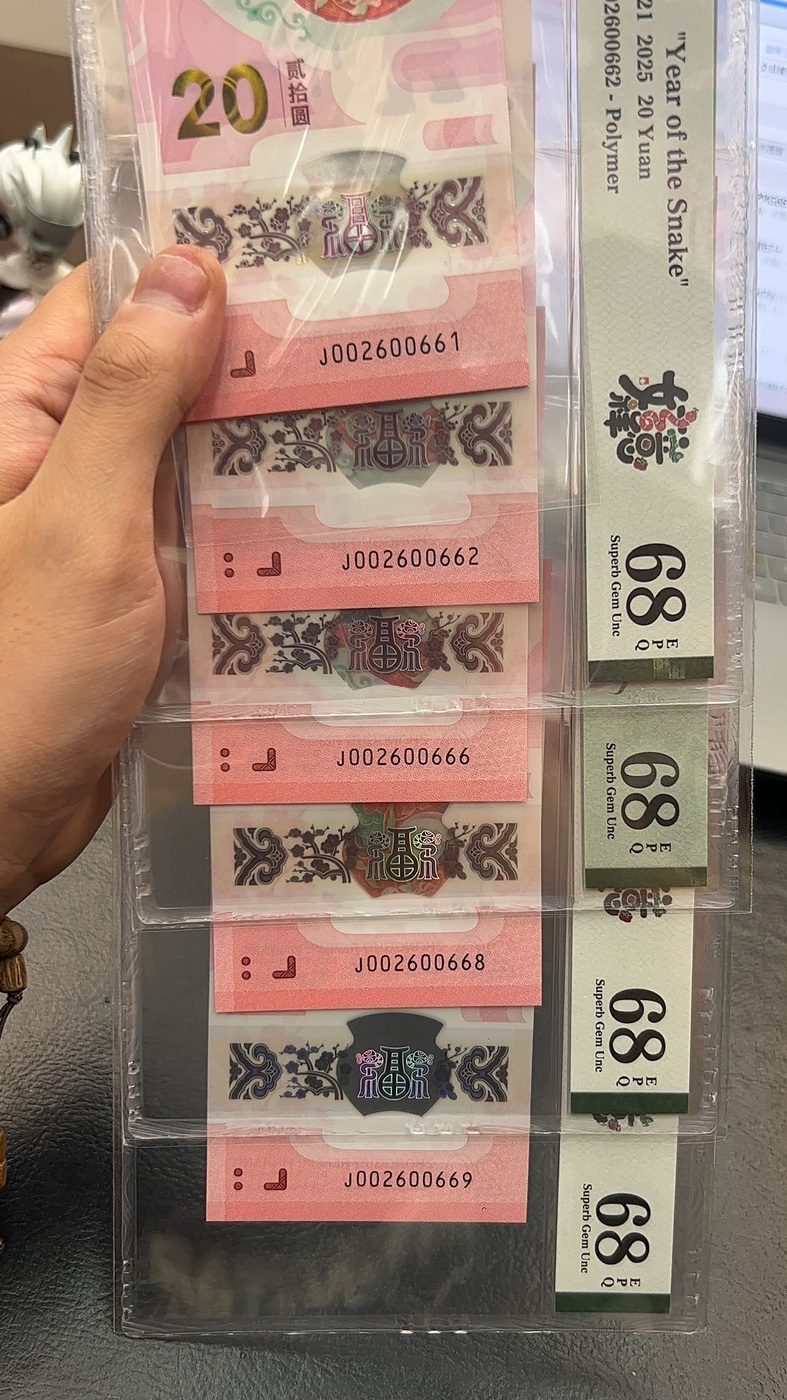 20
贰拾圆
J002600661
J002600662
J002600666
J002600668
J002600669
"Year of the Snake"
21 2025 20 Yuan
2600662 - Polymer
68 EPQ
Superb Gem Unc
68 EPQ
Superb Gem Unc
68 EPQ
Superb Gem Unc
68 EPQ
Superb Gem Unc